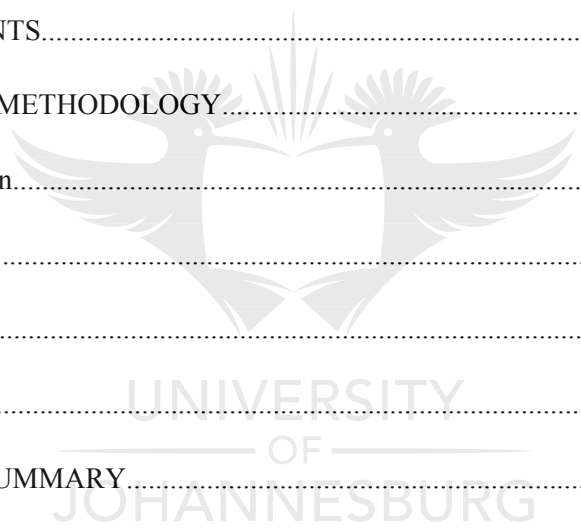 NTS..........................................................................
METHODOLOGY..................................................
n..............................................................................
................................................................................
................................................................................
UNIVERSITY
................................................................................
OF
UMMARY...............................................................
JOHANNESBURG